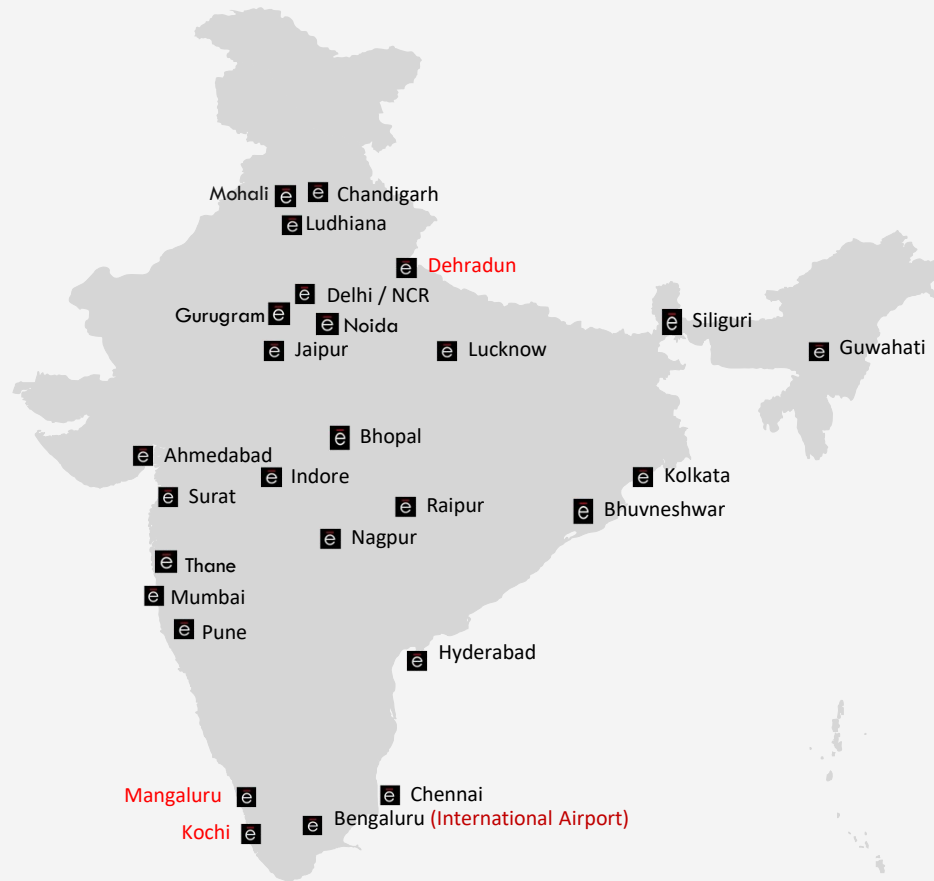 Mohali
Chandigarh
Ludhiana
Dehradun
Delhi / NCR
Gurugram
Noida
Siliguri
Jaipur
Lucknow
Guwahati
Bhopal
Ahmedabad
Indore
Kolkata
Surat
Raipur
Bhuvneshwar
Nagpur
Thane
Mumbai
Pune
Hyderabad
Mangaluru
Chennai
Bengaluru (International Airport)
Kochi